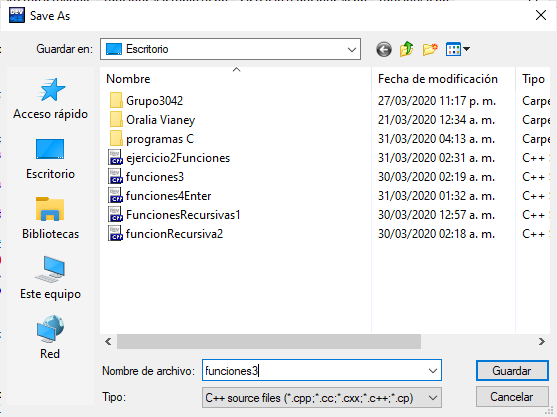 Save As
Guardar en: Escritorio
Nombre Fecha de modificación Tipo
Grupo3042 27/03/2020 11:17 p. m. Carpe
Oralia Vianey 21/03/2020 12:34 a. m. Carpe
programas C 31/03/2020 04:13 a. m. Carpe
ejercicio2Funciones 31/03/2020 02:31 a. m. C++
funciones3 30/03/2020 02:19 a. m. C++
funciones4Enter 31/03/2020 01:32 a. m. C++
FuncionesRecursivas1 30/03/2020 12:57 a. m. C++
funcionRecursiva2 30/03/2020 02:18 a. m. C++
Acceso rápido
Escritorio
Bibliotecas
Este equipo
Red
Nombre de archivo: funciones3 Guardar
Tipo: C++ source files (*.cpp;*.cc;*.cxx;*.c++;*.cp) Cancelar